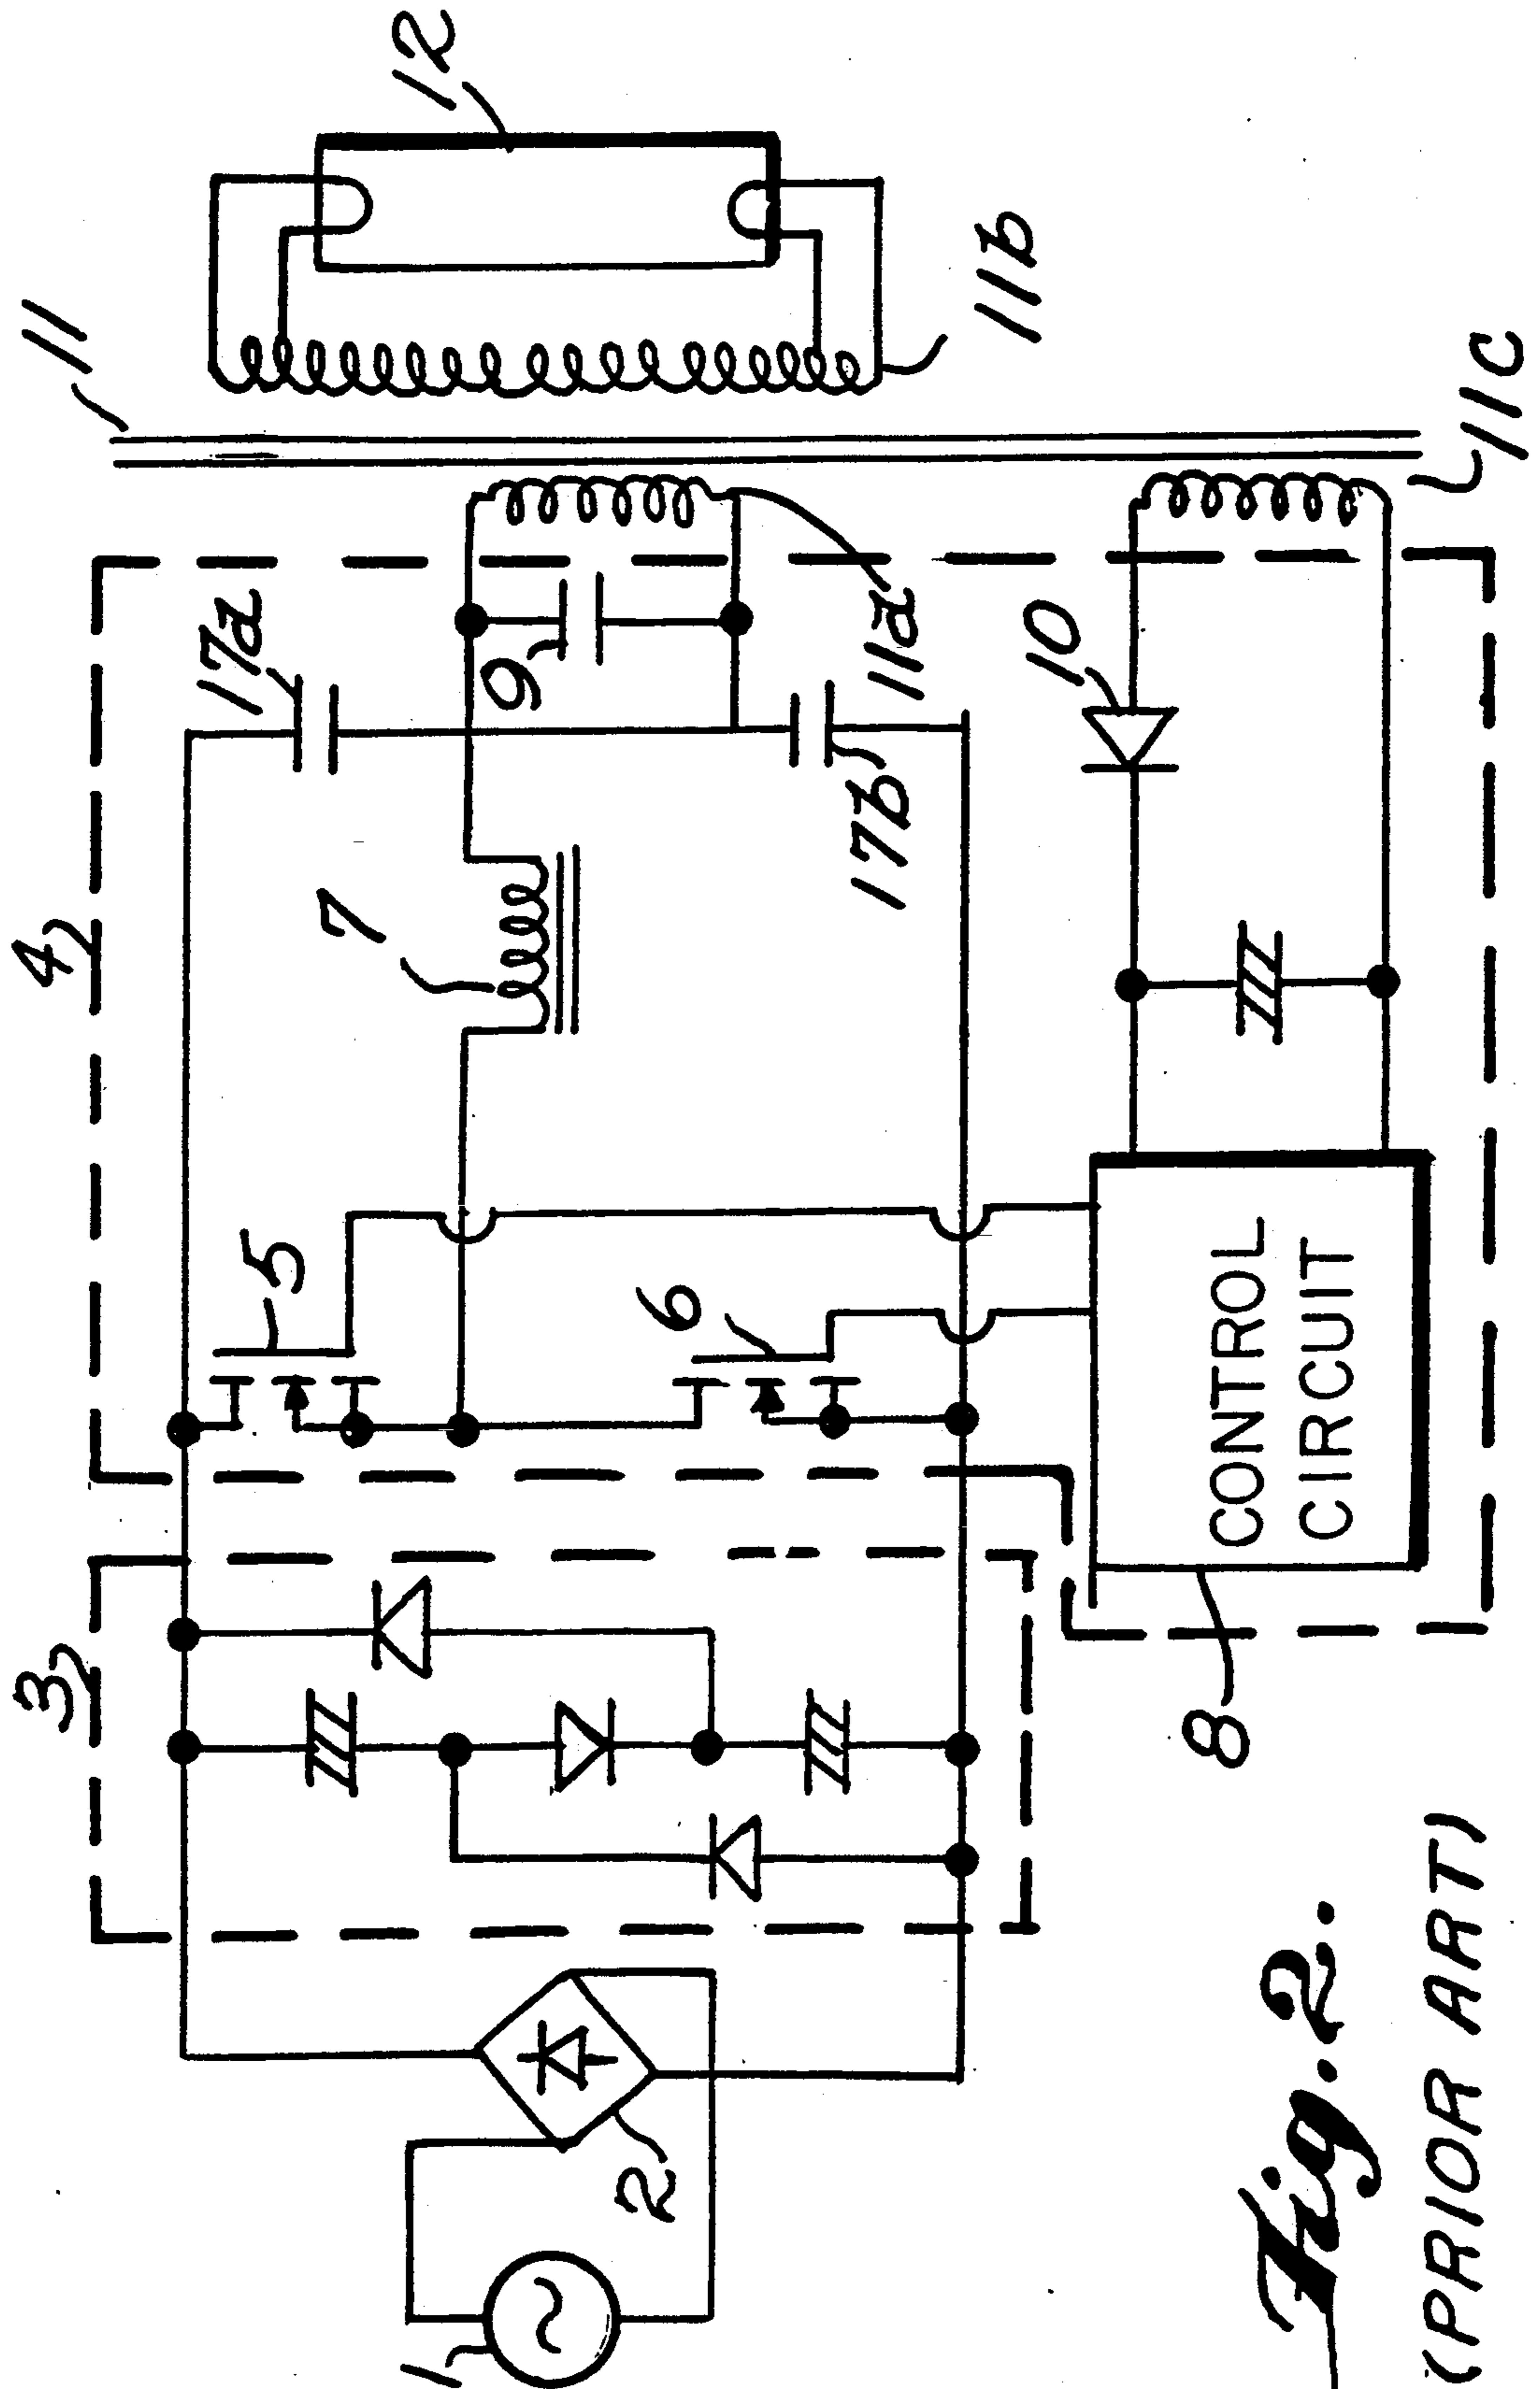 11
12
4
17a
7
9
5
11b
3
6
11a
17b
10
11c
2
1
CONTROL
CIRCUIT
8
Fig. 2.
(PRIOR ART)